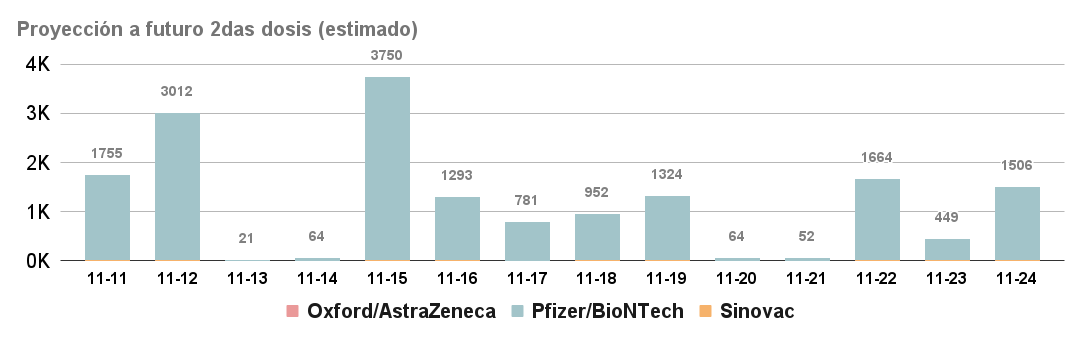 Proyección a futuro 2das dosis (estimado)
4K
3K
2K
1K
0K
1755
3012
21
64
3750
1293
781
952
1324
64
52
1664
449
1506
11-11 11-12 11-13 11-14 11-15 11-16 11-17 11-18 11-19 11-20 11-21 11-22 11-23 11-24
Oxford/AstraZeneca Pfizer/BioNTech Sinovac